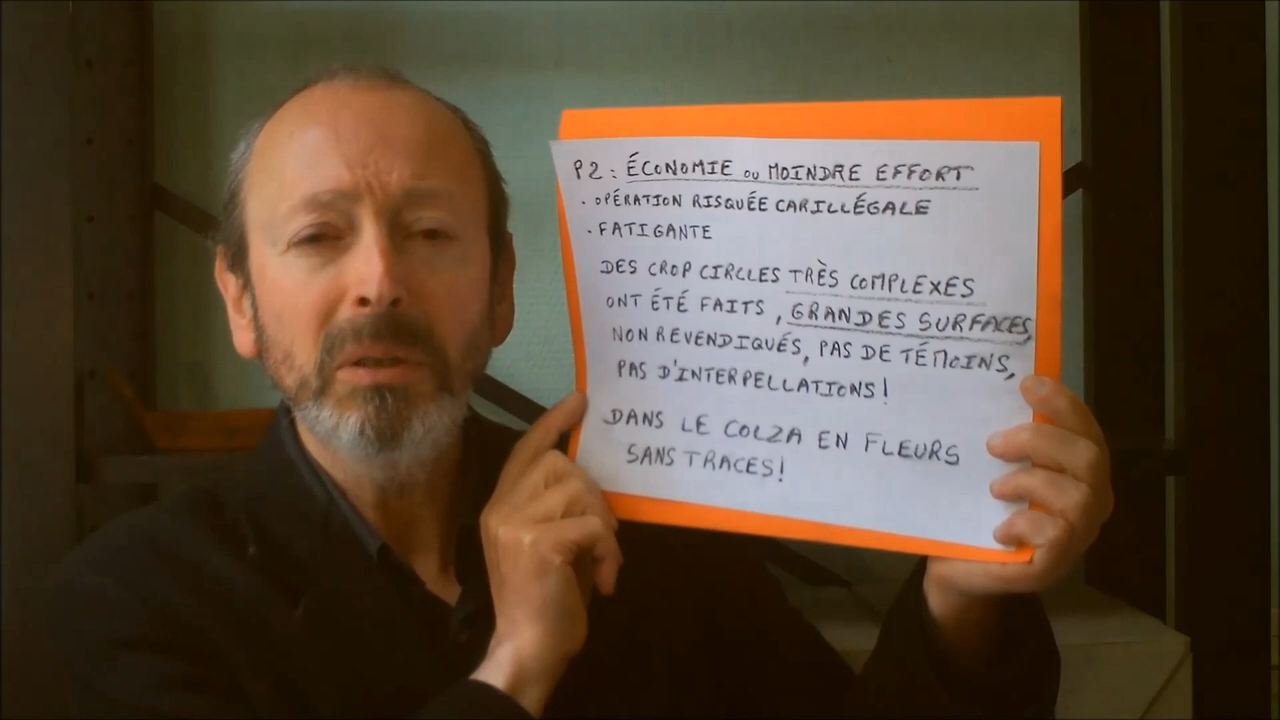 P2 : ÉCONOMIE OU MOINDRE EFFORT
. OPÉRATION RISQUÉE CAR ILLÉGALE
. FATIGANTE
DES CROP CIRCLES TRÈS COMPLEXES
ONT ÉTÉ FAITS, GRANDES SURFACES,
NON REVENDIQUÉS, PAS DE TÉMOINS,
PAS D'INTERPELLATIONS !
DANS LE COLZA EN FLEURS
SANS TRACES !